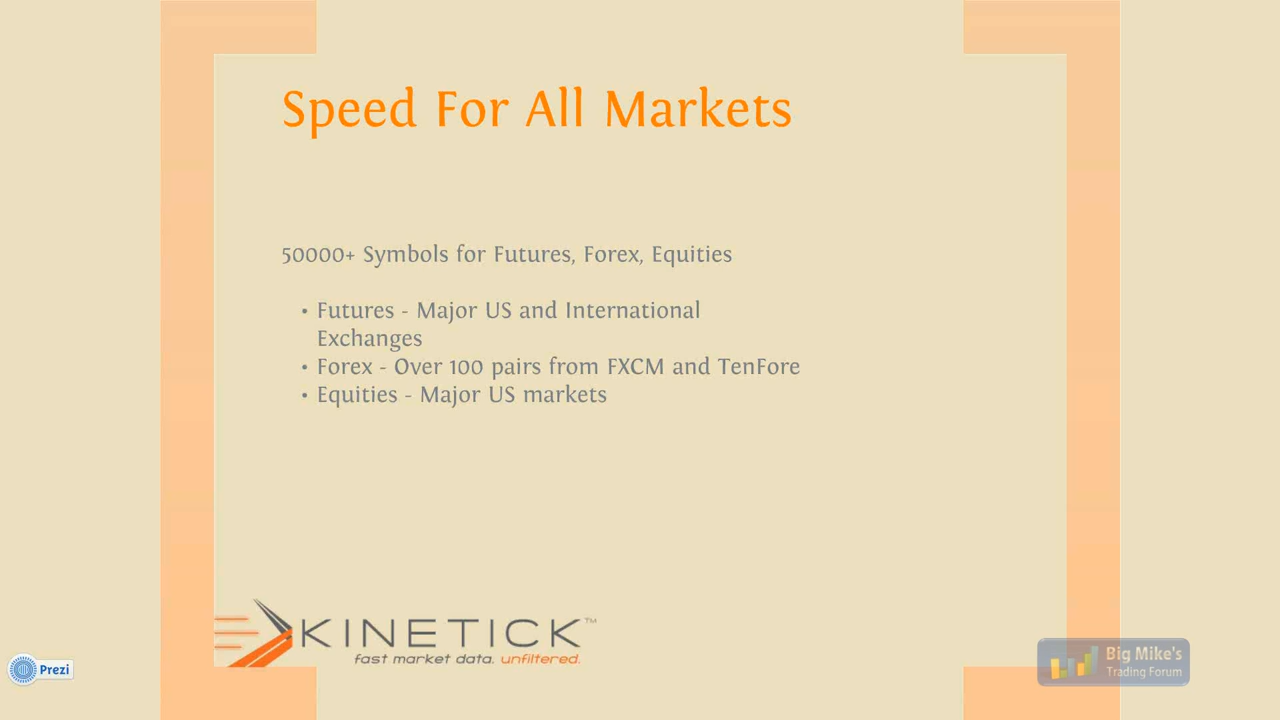 Speed For All Markets
50000+ Symbols for Futures, Forex, Equities
• Futures - Major US and International
Exchanges
• Forex - Over 100 pairs from FXCM and TenFore
• Equities - Major US markets
KINETICK™
fast market data. unfiltered.
Prezi
Big Mike's
Trading Forum